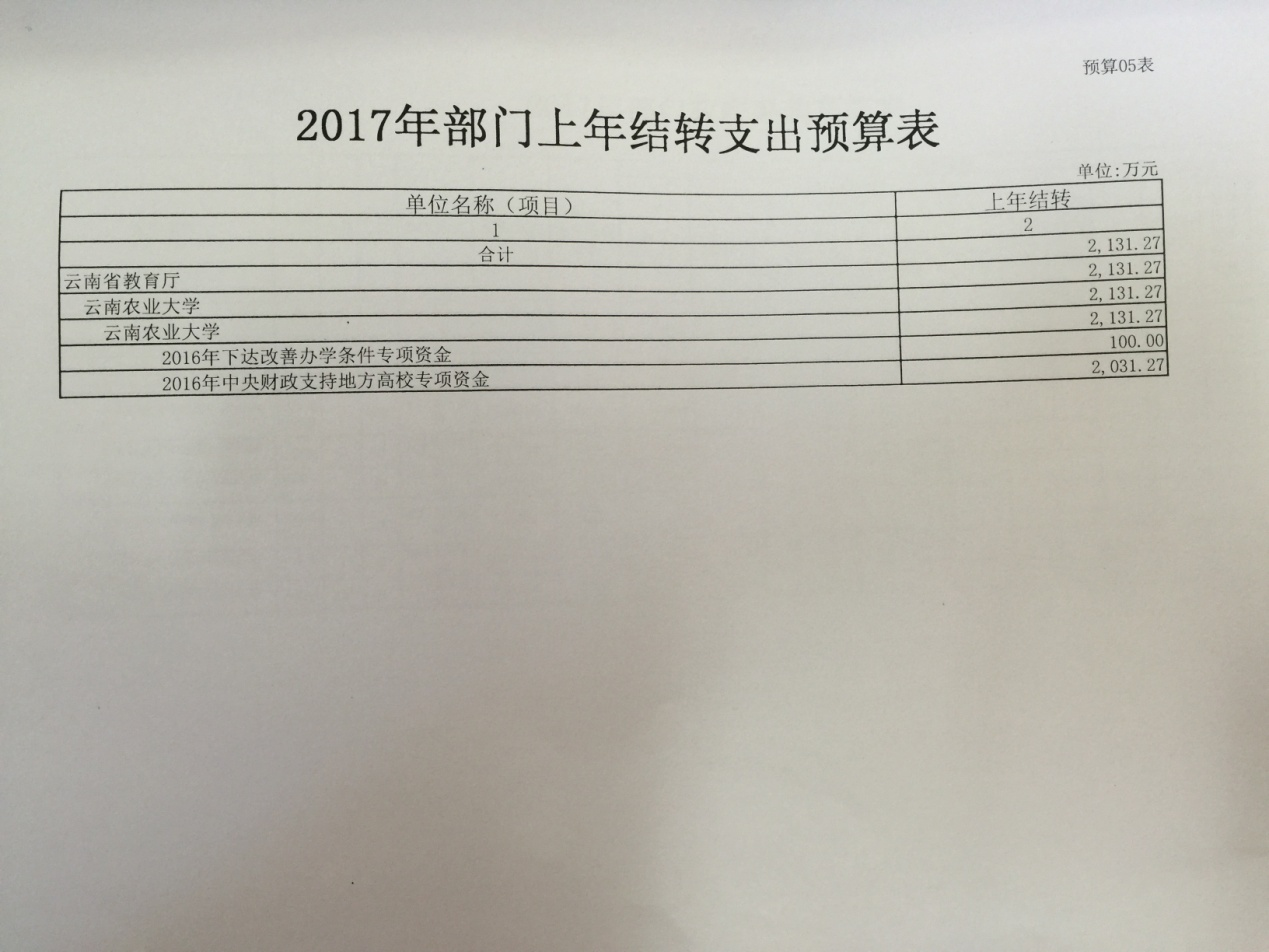 预算05表
2017年部门上年结转支出预算表
单位:万元
单位名称（项目） 上年结转
1 2
合计 2,131.27
云南省教育厅 2,131.27
云南农业大学 2,131.27
云南农业大学 2,131.27
2016年下达改善办学条件专项资金 100.00
2016年中央财政支持地方高校专项资金 2,031.27